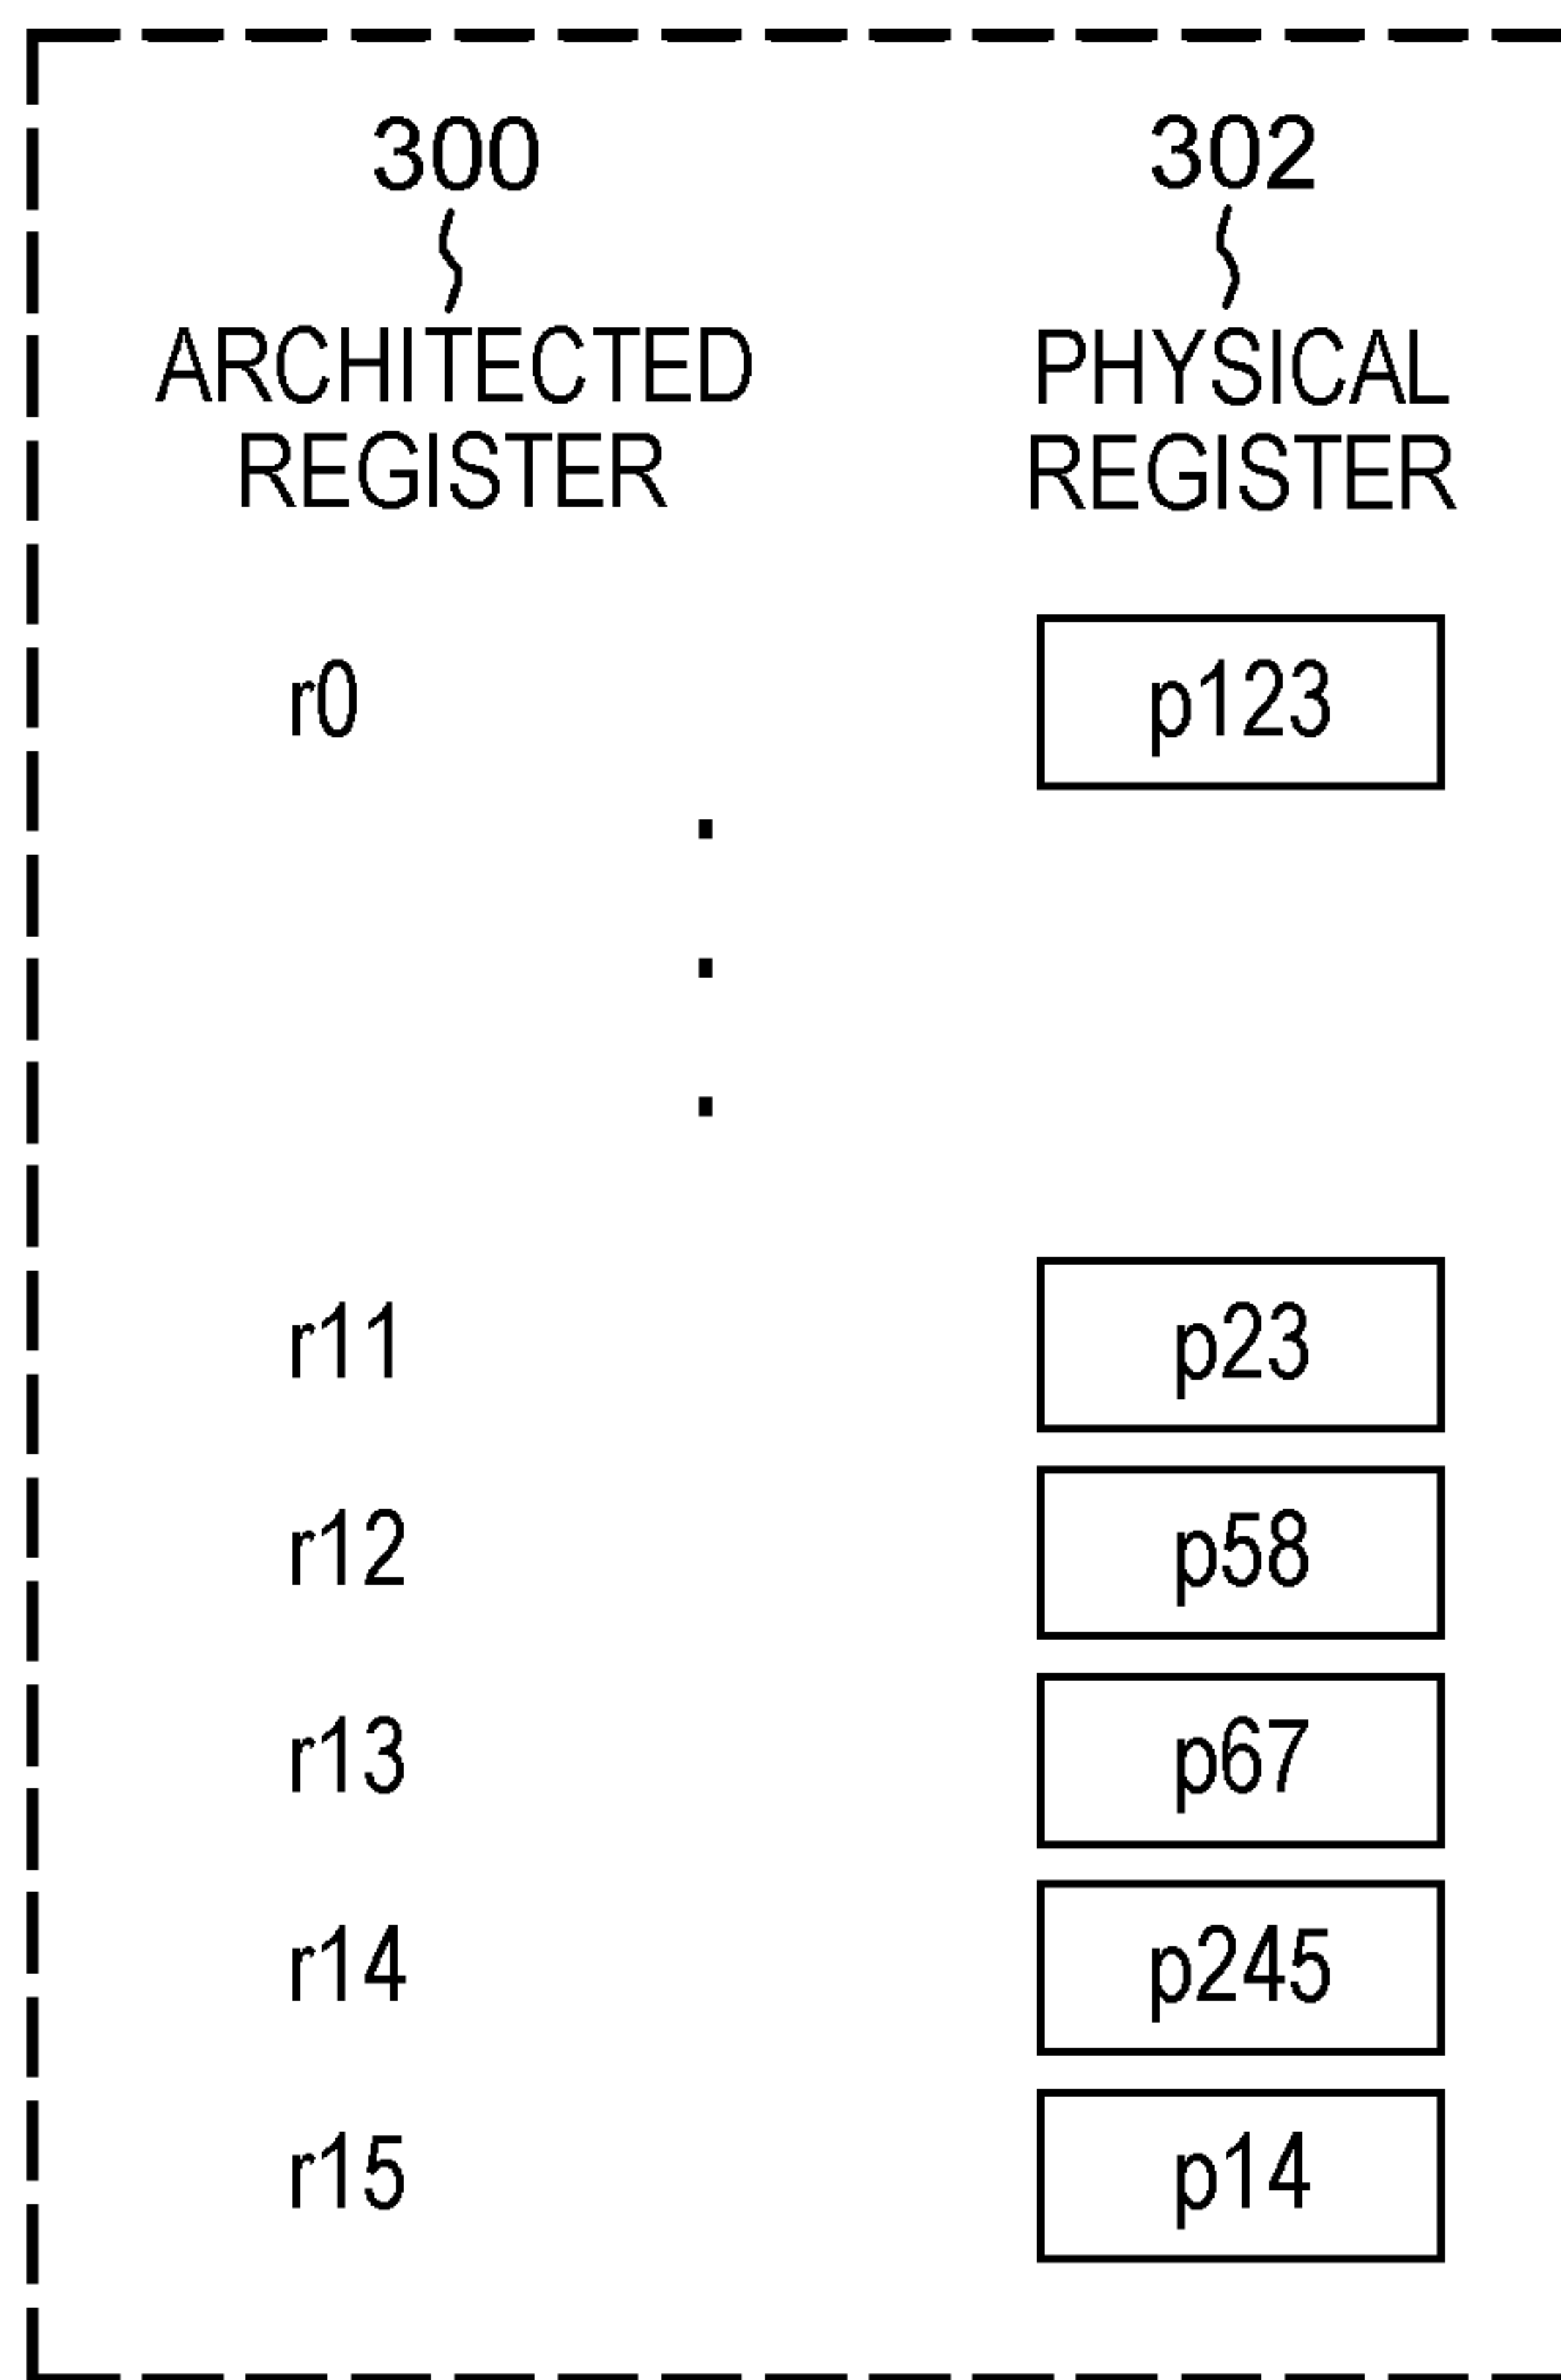 300 302
ARCHITECTED PHYSICAL
REGISTER REGISTER
r0 p123
r11 p23
r12 p58
r13 p67
r14 p245
r15 p14